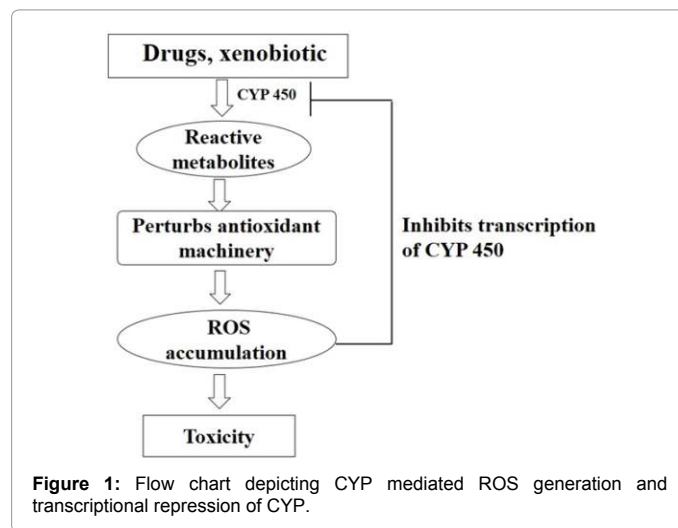 Drugs, xenobiotic
CYP 450
Reactive
metabolites
Perturbs antioxidant
machinery
Inhibits transcription
of CYP 450
ROS
accumulation
Toxicity
Figure 1: Flow chart depicting CYP mediated ROS generation and
transcriptional repression of CYP.